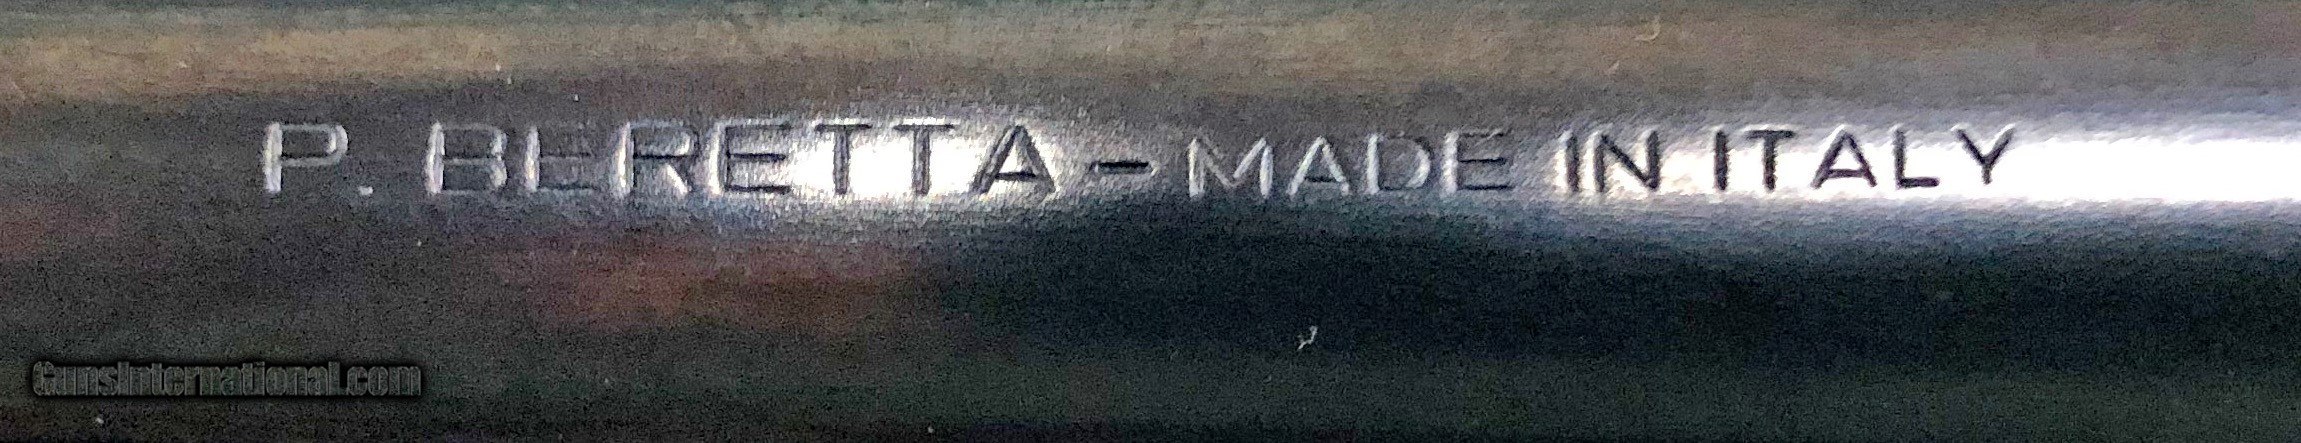 P. BERETTA - MADE IN ITALY
GunsInternational.com